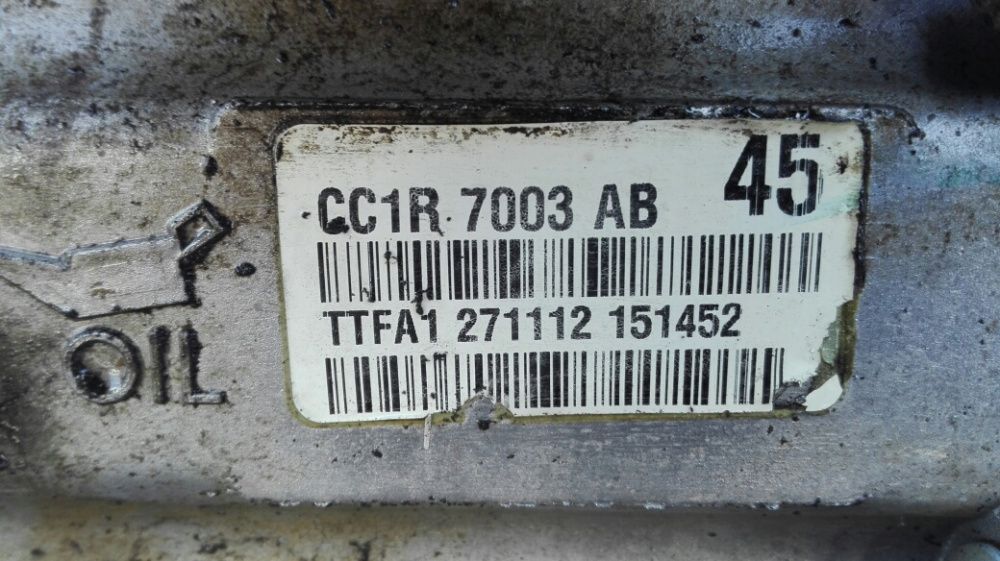 45
CC1R 7003 AB
TTFA1 271112 151452
OIL